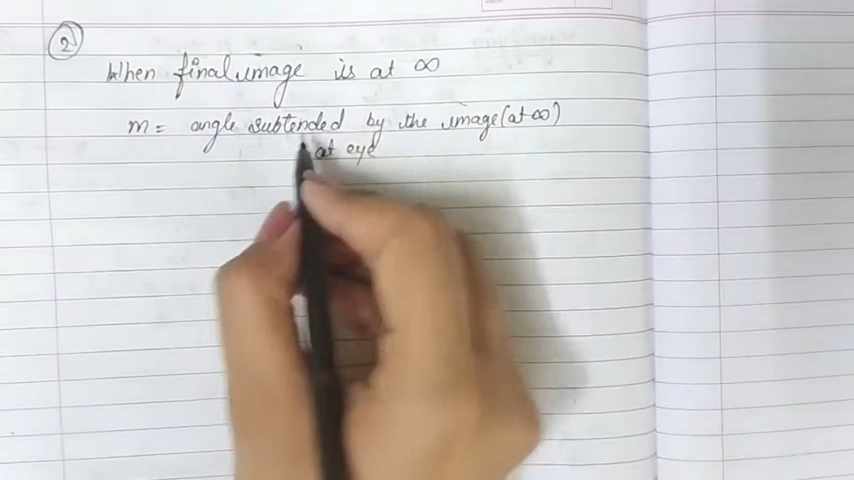 2
When final image is at ∞
m = angle subtended by the image (at ∞)
at eye